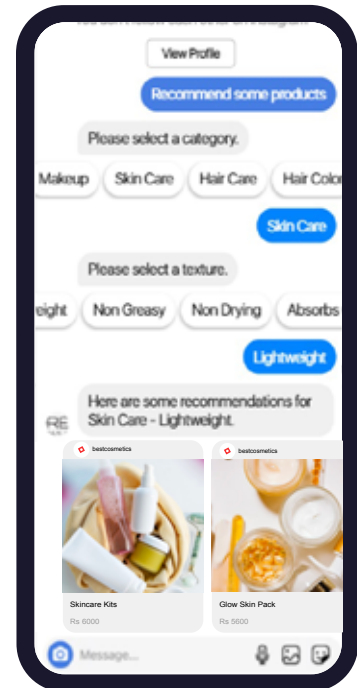 View Profile
Recommend some products
Please select a category.
Makeup Skin Care Hair Care Hair Color
Skin Care
Please select a texture.
eight Non Greasy Non Drying Absorbs
Lightweight
Here are some recommendations for
Skin Care - Lightweight.
RE
bestcosmetics bestcosmetics
Skincare Kits Glow Skin Pack
Rs 6000 Rs 5600
Message...